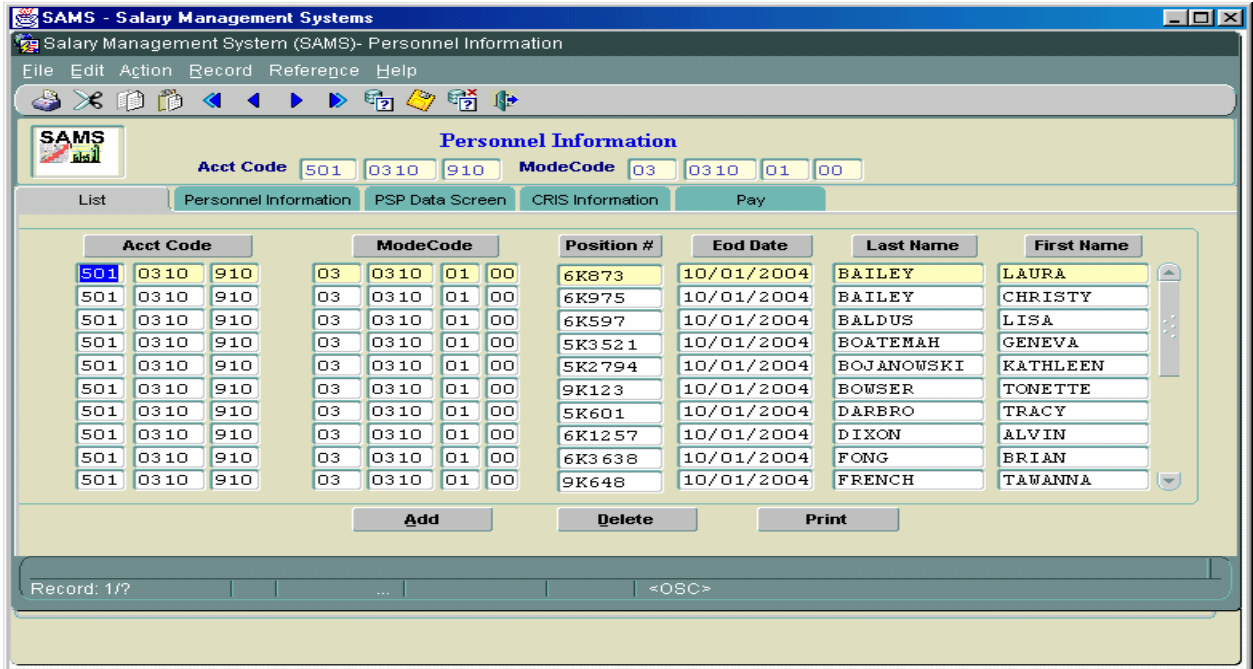 SAMS - Salary Management Systems
Salary Management System (SAMS)- Personnel Information
File Edit Action Record Reference Help
SAMS
Personnel Information
Acct Code 501 0310 910 ModeCode 03 0310 01 00
List Personnel Information PSP Data Screen CRIS Information Pay
Acct Code ModeCode Position # Eod Date Last Name First Name
501 0310 910 03 0310 01 00 6K873 10/01/2004 BAILEY LAURA
501 0310 910 03 0310 01 00 6K975 10/01/2004 BAILEY CHRISTY
501 0310 910 03 0310 01 00 6K597 10/01/2004 BALDUS LISA
501 0310 910 03 0310 01 00 5K3521 10/01/2004 BOATEMAH GENEVA
501 0310 910 03 0310 01 00 5K2794 10/01/2004 BOJANOWSKI KATHLEEN
501 0310 910 03 0310 01 00 9K123 10/01/2004 BOWSER TONETTE
501 0310 910 03 0310 01 00 5K601 10/01/2004 DARBRO TRACY
501 0310 910 03 0310 01 00 6K1257 10/01/2004 DIXON ALVIN
501 0310 910 03 0310 01 00 6K3638 10/01/2004 FONG BRIAN
501 0310 910 03 0310 01 00 9K648 10/01/2004 FRENCH TAWANNA
Add Delete Print
Record: 1/? ... <OSC>